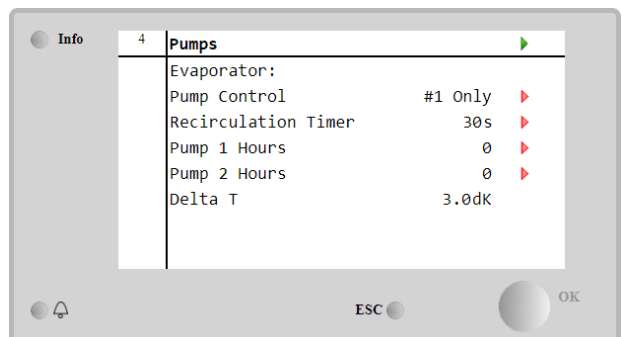 Info
4 Pumps
Evaporator:
Pump Control #1 Only
Recirculation Timer 30s
Pump 1 Hours 0
Pump 2 Hours 0
Delta T 3.0dK
ESC
OK